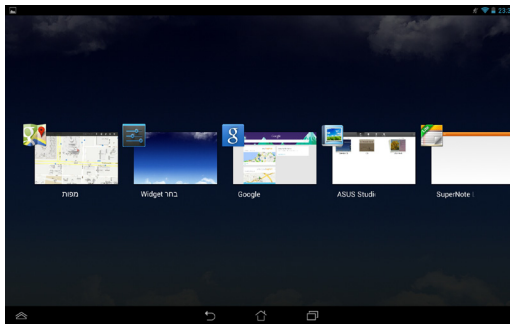 מפות
בחר Widget
Google
ASUS Studi
SuperNote